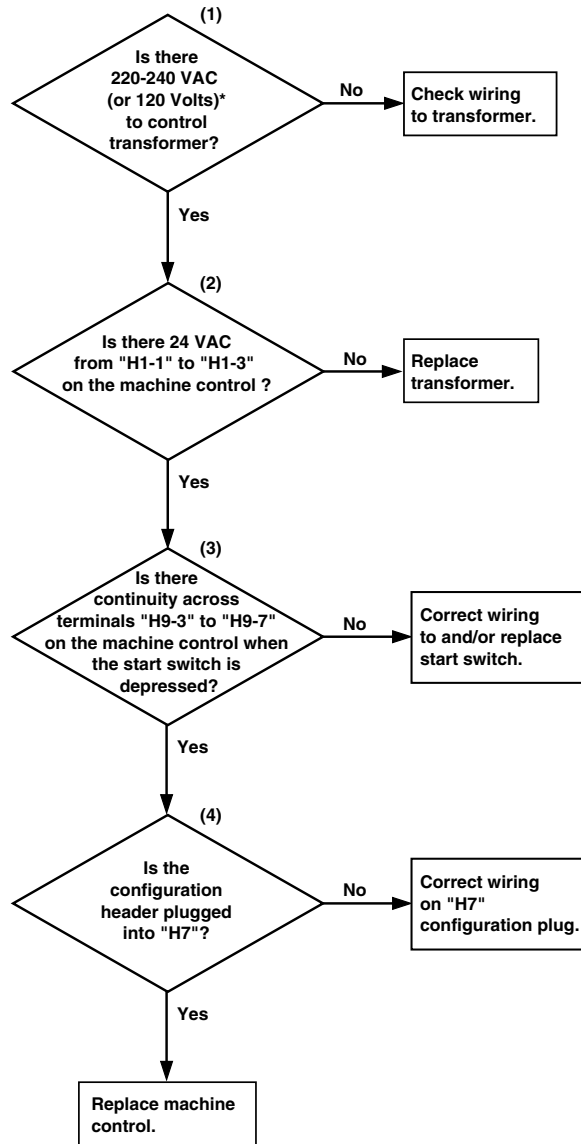 (1)
Is there
220-240 VAC
(or 120 Volts)*
to control
transformer?
No
Check wiring
to transformer.
Yes
(2)
Is there 24 VAC
from "H1-1" to "H1-3"
on the machine control ?
No
Replace
transformer.
Yes
(3)
Is there
continuity across
terminals "H9-3" to "H9-7"
on the machine control when
the start switch is
depressed?
No
Correct wiring
to and/or replace
start switch.
Yes
(4)
Is the
configuration
header plugged
into "H7"?
No
Correct wiring
on "H7"
configuration plug.
Yes
Replace machine
control.